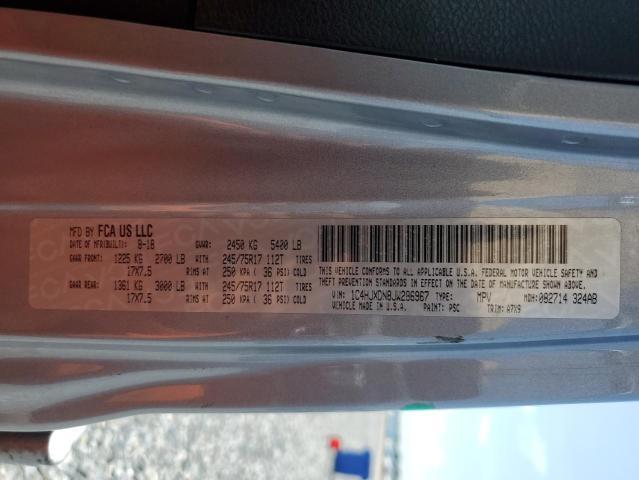 MFD BY FCA US LLC
DATE OF MFR(BUILT): 8-18 GVWR: 2450 KG 5400 LB
GAWR FRONT: 1225 KG 2700 LB WITH 245/75R17 112T TIRES
17X7.5 RIMS AT 250 KPA ( 36 PSI) COLD
GAWR REAR: 1361 KG 3000 LB WITH 245/75R17 112T TIRES
17X7.5 RIMS AT 250 KPA ( 36 PSI) COLD
THIS VEHICLE CONFORMS TO ALL APPLICABLE U.S.A. FEDERAL MOTOR VEHICLE SAFETY AND
THEFT PREVENTION STANDARDS IN EFFECT ON THE DATE OF MANUFACTURE SHOWN ABOVE.
VIN: 1C4HJXDN8JW296967 TYPE: MPV MDH: 082714 324AB
VEHICLE MADE IN U.S.A. PAINT: PSC TRIM: A7X9